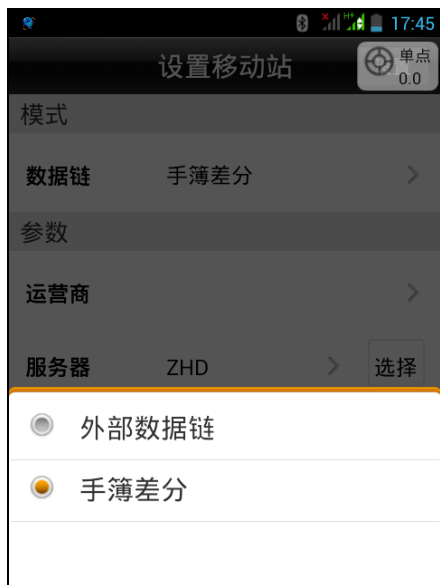 17:45
设置移动站
单点
0.0
模式
数据链 手簿差分
参数
运营商
服务器 ZHD 选择
外部数据链
手簿差分